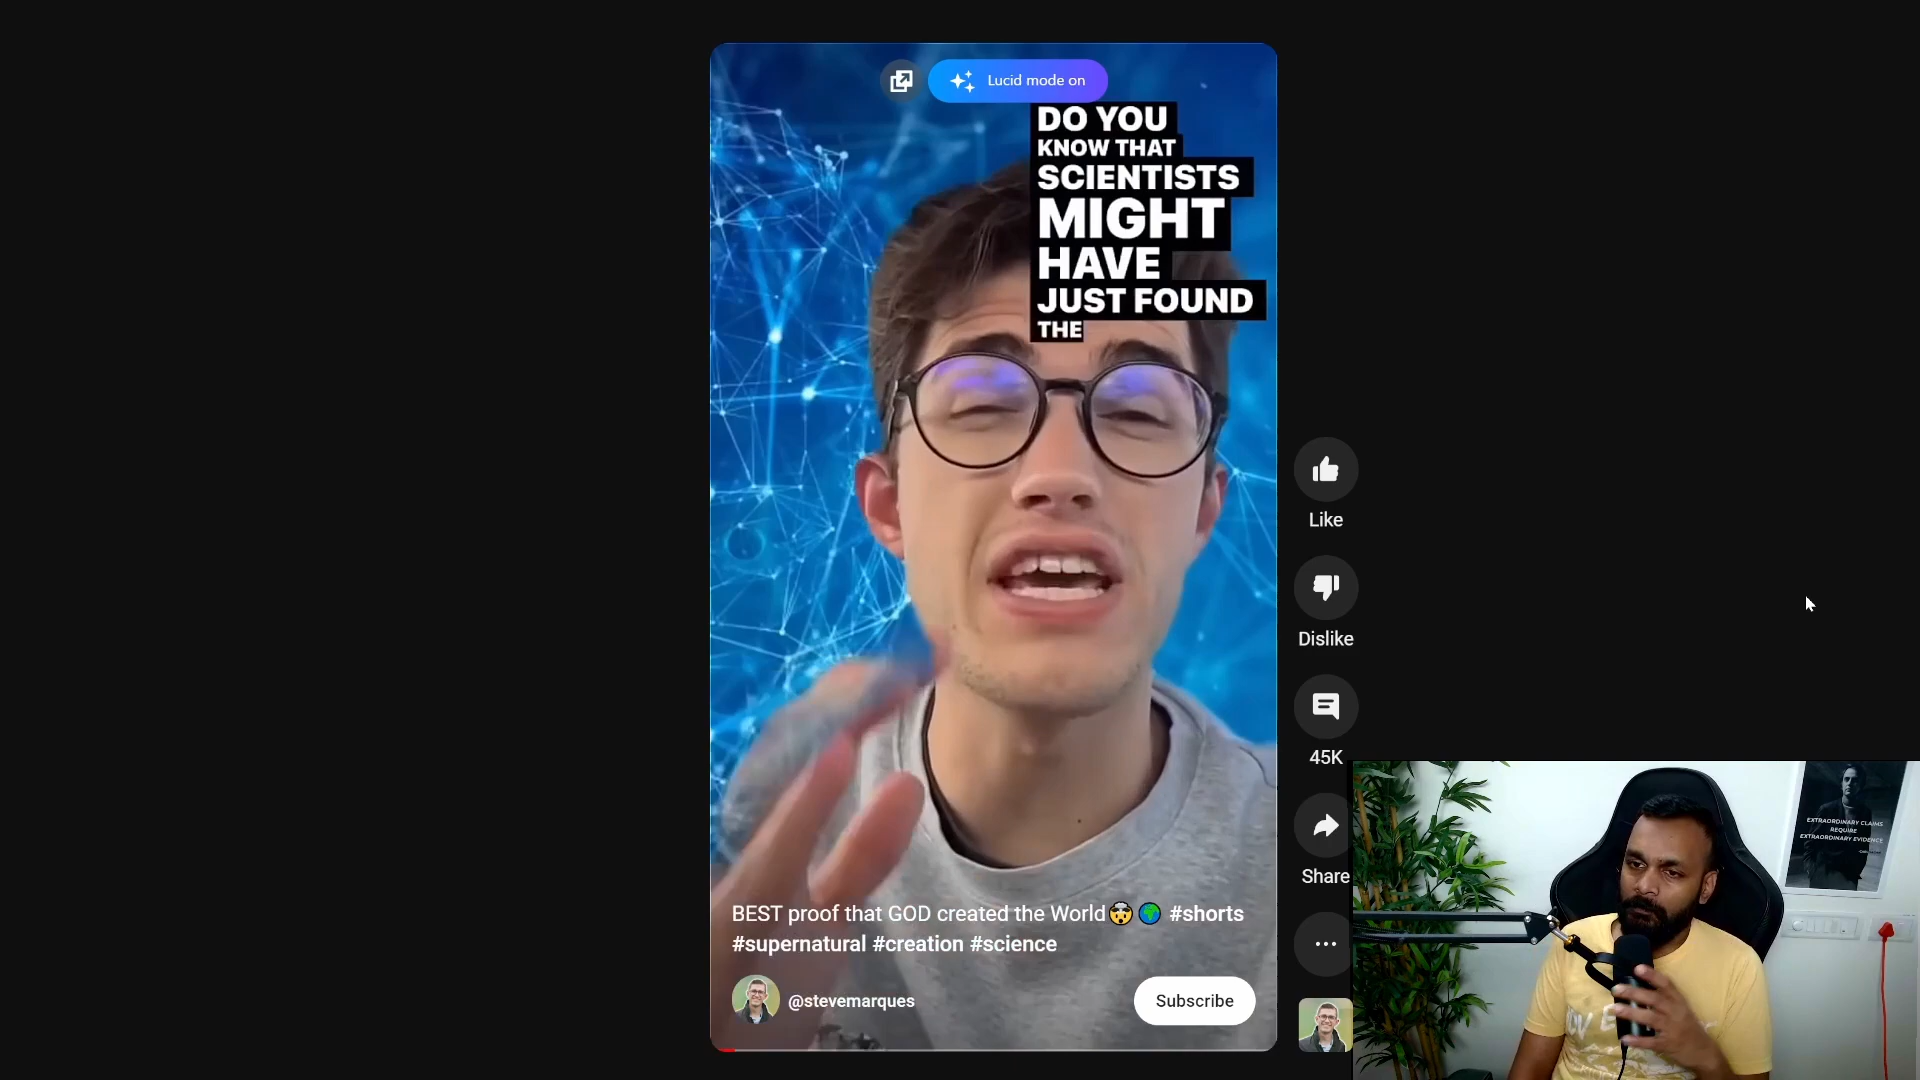 Lucid mode on
DO YOU
KNOW THAT
SCIENTISTS
MIGHT
HAVE
JUST FOUND
THE
Like
Dislike
45K
Share
EXTRAORDINARY CLAIMS
REQUIRE
EXTRAORDINARY EVIDENCE
BEST proof that GOD created the World🤯🌍 #shorts
#supernatural #creation #science
@stevemarques
Subscribe